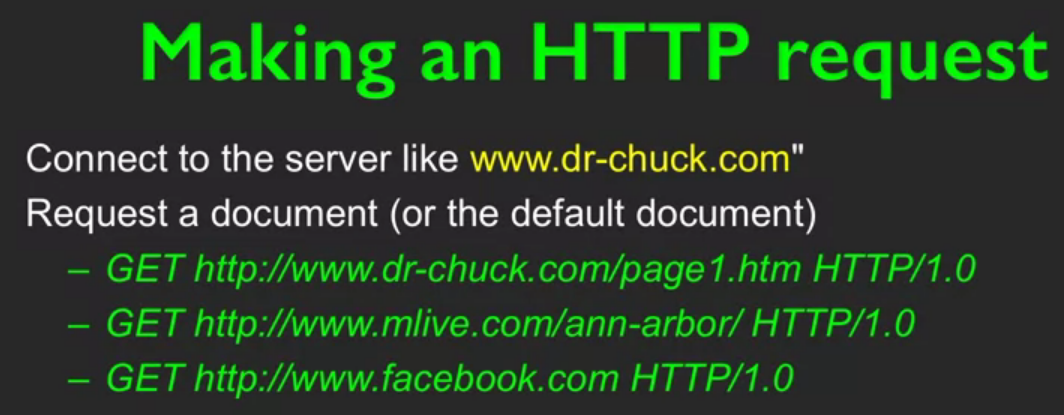 Making an HTTP request
Connect to the server like www.dr-chuck.com"
Request a document (or the default document)
– GET http://www.dr-chuck.com/page1.htm HTTP/1.0
– GET http://www.mlive.com/ann-arbor/ HTTP/1.0
– GET http://www.facebook.com HTTP/1.0